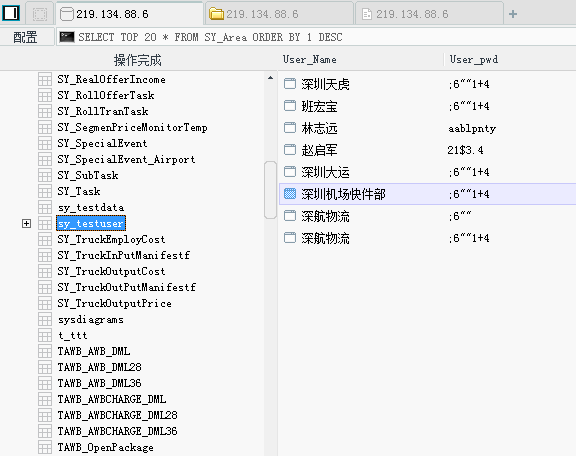 219.134.88.6 219.134.88.6 219.134.88.6 +
配置 SELECT TOP 20 * FROM SY_Area ORDER BY 1 DESC
操作完成 User_Name User_pwd
SY_RealOfferIncome
SY_RollOfferTask
SY_RollTranTask
SY_SegmenPriceMonitorTemp
SY_SpecialEvent
SY_SpecialEvent_Airport
SY_SubTask
SY_Task
sy_testdata
sy_testuser
SY_TruckEmployCost
SY_TruckInPutManifestf
SY_TruckOutputCost
SY_TruckOutPutManifestf
SY_TruckOutputPrice
sysdiagrams
t_ttt
TAWB_AWB_DML
TAWB_AWB_DML28
TAWB_AWB_DML36
TAWB_AWBCHARGE_DML
TAWB_AWBCHARGE_DML28
TAWB_AWBCHARGE_DML36
TAWB_OpenPackage
深圳天虎 ;6~~1+4
班宏宝 ;6~~1+4
林志远 aablpnty
赵启军 21$3.4
深圳大运 ;6~~1+4
深圳机场快件部 ;6~~1+4
深航物流 ;6~~
深航物流 ;6~~1+4